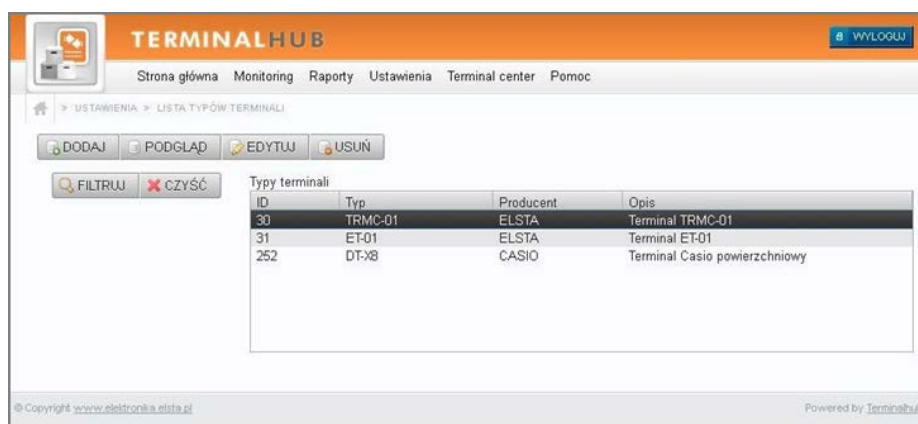 TERMINALHUB
WYLOGUJ
Strona główna Monitoring Raporty Ustawienia Terminal center Pomoc
> USTAWIENIA > LISTA TYPÓW TERMINALI
DODAJ PODGLĄD EDYTUJ USUŃ
FILTRUJ CZYŚĆ
Typy terminali
ID Typ Producent Opis
30 TRMC-01 ELSTA Terminal TRMC-01
31 ET-01 ELSTA Terminal ET-01
252 DT-X8 CASIO Terminal Casio powierzchniowy
© Copyright www.elektronika.elsta.pl
Powered by Terminalhub